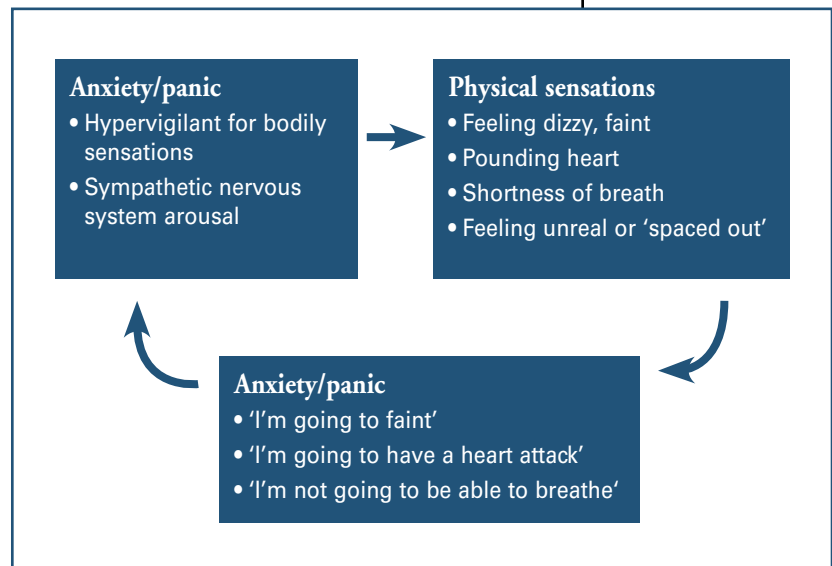 Anxiety/panic
• Hypervigilant for bodily
sensations
• Sympathetic nervous
system arousal
Physical sensations
• Feeling dizzy, faint
• Pounding heart
• Shortness of breath
• Feeling unreal or ‘spaced out’
Anxiety/panic
• ‘I’m going to faint’
• ‘I’m going to have a heart attack’
• ‘I’m not going to be able to breathe‘